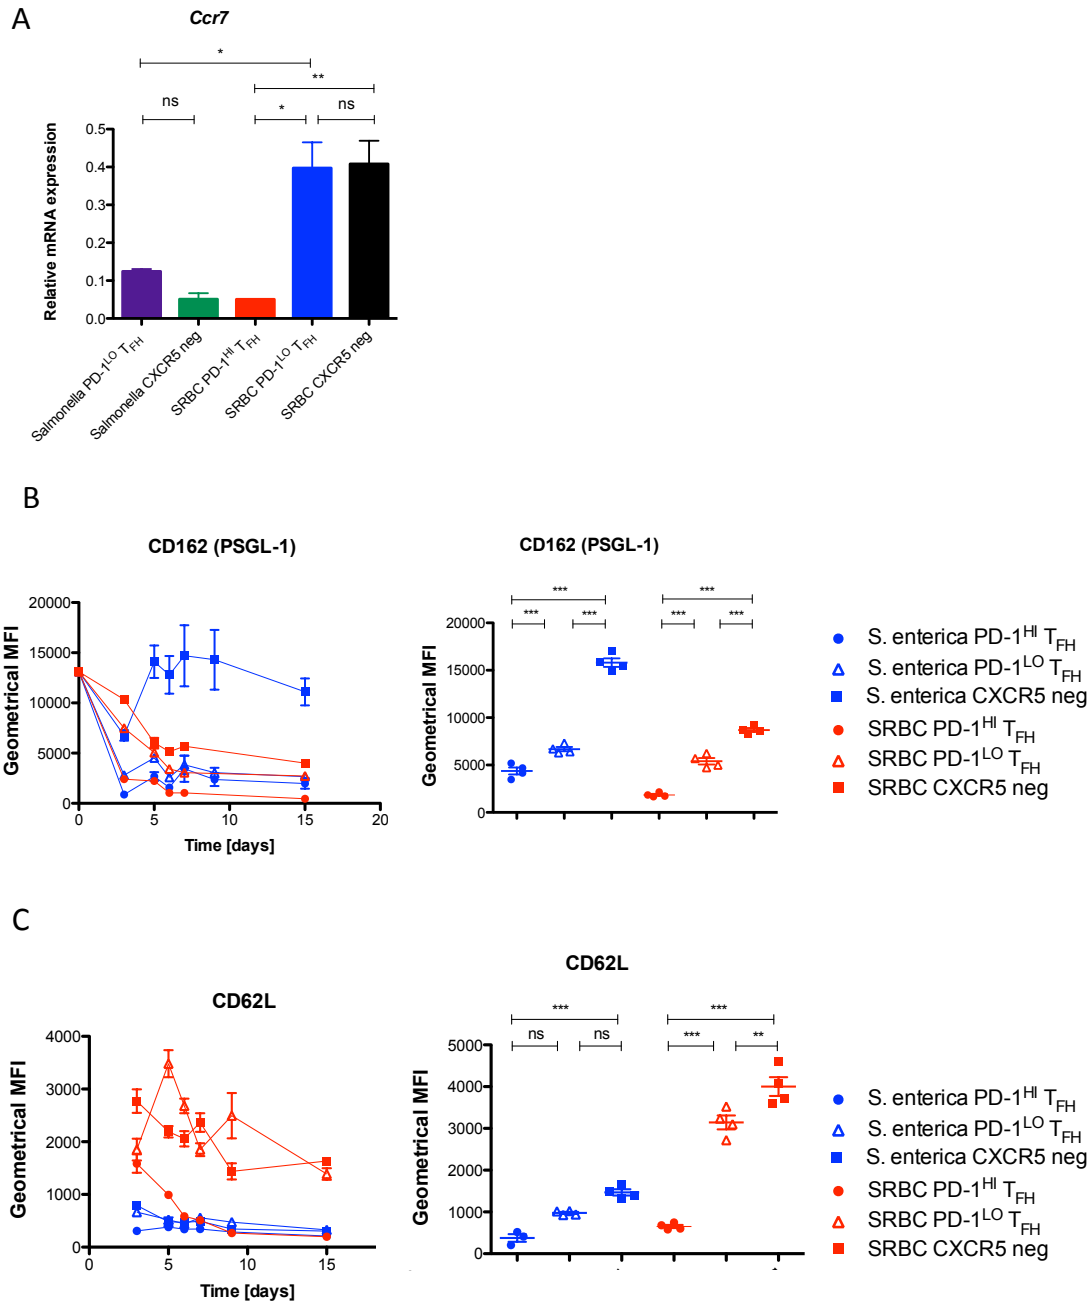 A
Ccr7
*
**
ns
*
ns
Relative mRNA expression
0.5
0.4
0.3
0.2
0.1
0.0
Salmonella PD-1LO TFH
Salmonella CXCR5 neg
SRBC PD-1HI TFH
SRBC PD-1LO TFH
SRBC CXCR5 neg
B
CD162 (PSGL-1)
Geometrical MFI
20000
15000
10000
5000
0
0 5 10 15 20
Time [days]
CD162 (PSGL-1)
*** ***
*** *** *** ***
Geometrical MFI
20000
15000
10000
5000
0
S. enterica PD-1HI TFH
S. enterica PD-1LO TFH
S. enterica CXCR5 neg
SRBC PD-1HI TFH
SRBC PD-1LO TFH
SRBC CXCR5 neg
C
CD62L
Geometrical MFI
4000
3000
2000
1000
0
0 5 10 15
Time [days]
CD62L
*** ***
ns ns *** **
Geometrical MFI
5000
4000
3000
2000
1000
0
S. enterica PD-1HI TFH
S. enterica PD-1LO TFH
S. enterica CXCR5 neg
SRBC PD-1HI TFH
SRBC PD-1LO TFH
SRBC CXCR5 neg